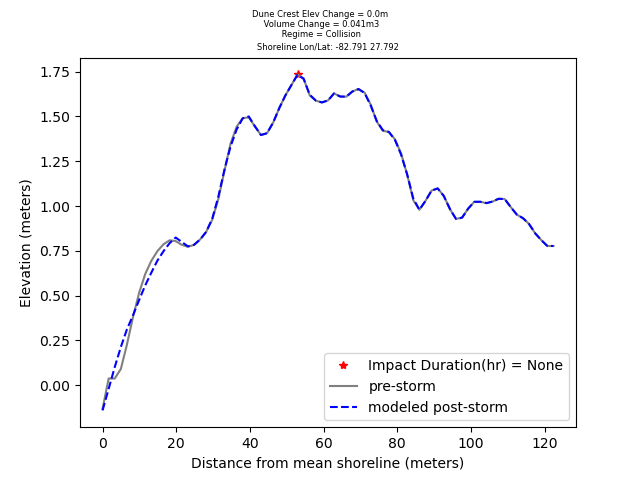 Dune Crest Elev Change = 0.0m
Volume Change = 0.041m3
Regime = Collision
Shoreline Lon/Lat: -82.791 27.792
1.75
1.50
1.25
1.00
0.75
0.50
0.25
0.00
Elevation (meters)
Impact Duration(hr) = None
pre-storm
modeled post-storm
0 20 40 60 80 100 120
Distance from mean shoreline (meters)